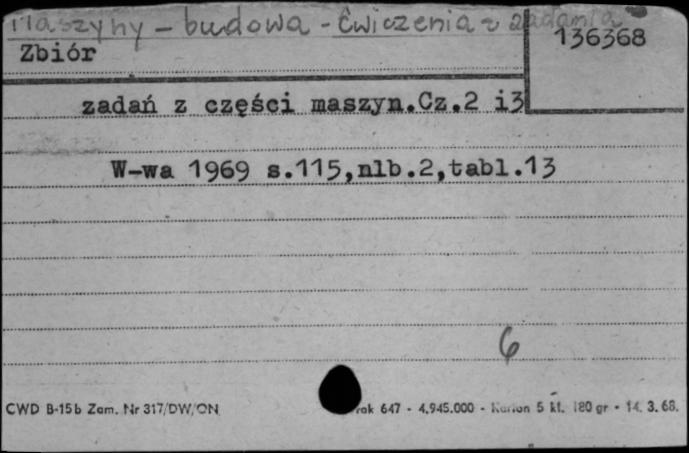 Maszyny - budowa - ćwiczenia i zadania
136368
Zbiór
zadań z części maszyn.Cz.2 i3
W-wa 1969 s.115,nlb.2,tabl.13
6
CWD B-15b Zam. Nr 317/DW/ON rak 647 - 4.945.000 - Karton 5 kl. 180 gr - 14. 3. 68.